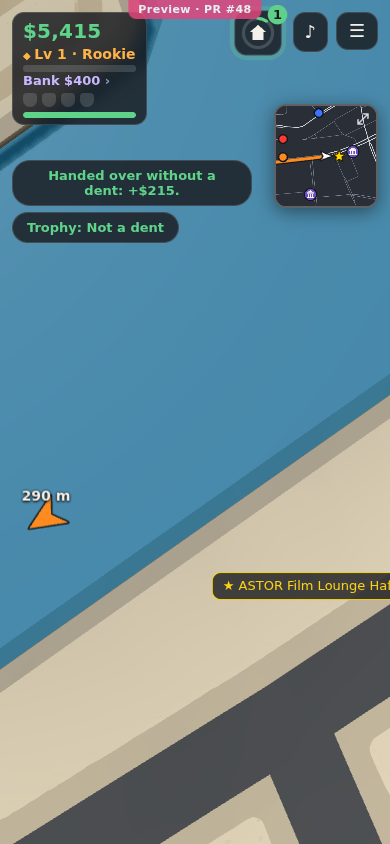 Preview · PR #48
$5,415
◆ Lv 1 · Rookie
Bank $400 ›
1
Handed over without a
dent: +$215.
Trophy: Not a dent
290 m
★ ASTOR Film Lounge Haf